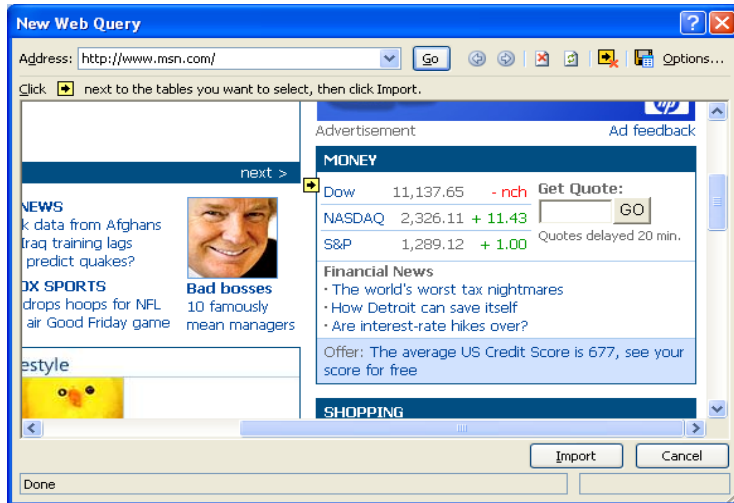 New Web Query
Address: http://www.msn.com/ Go Options...
Click next to the tables you want to select, then click Import.
hp
Advertisement Ad feedback
next >
NEWS
k data from Afghans
Iraq training lags
predict quakes?
OX SPORTS
drops hoops for NFL
air Good Friday game
Bad bosses
10 famously
mean managers
estyle
MONEY
Dow 11,137.65 - nch
NASDAQ 2,326.11 + 11.43
S&P 1,289.12 + 1.00
Get Quote:
GO
Quotes delayed 20 min.
Financial News
· The world's worst tax nightmares
· How Detroit can save itself
· Are interest-rate hikes over?
Offer: The average US Credit Score is 677, see your
score for free
SHOPPING
Import Cancel
Done